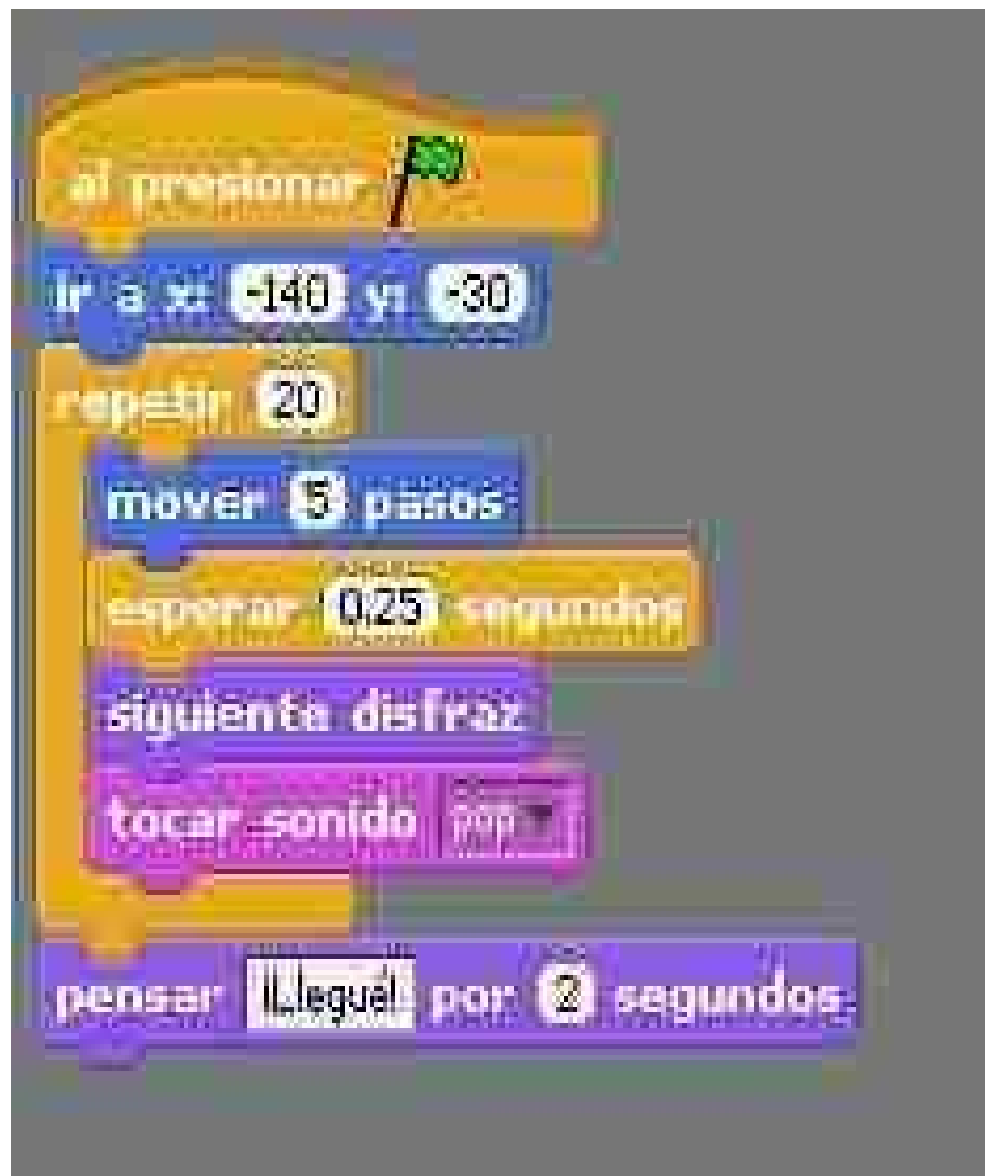 al presionar
ir a x: -140 y: -30
repetir 20
mover 5 pasos
esperar 0.25 segundos
siguiente disfraz
tocar sonido pop
pensar ¡Llegué! por 2 segundos